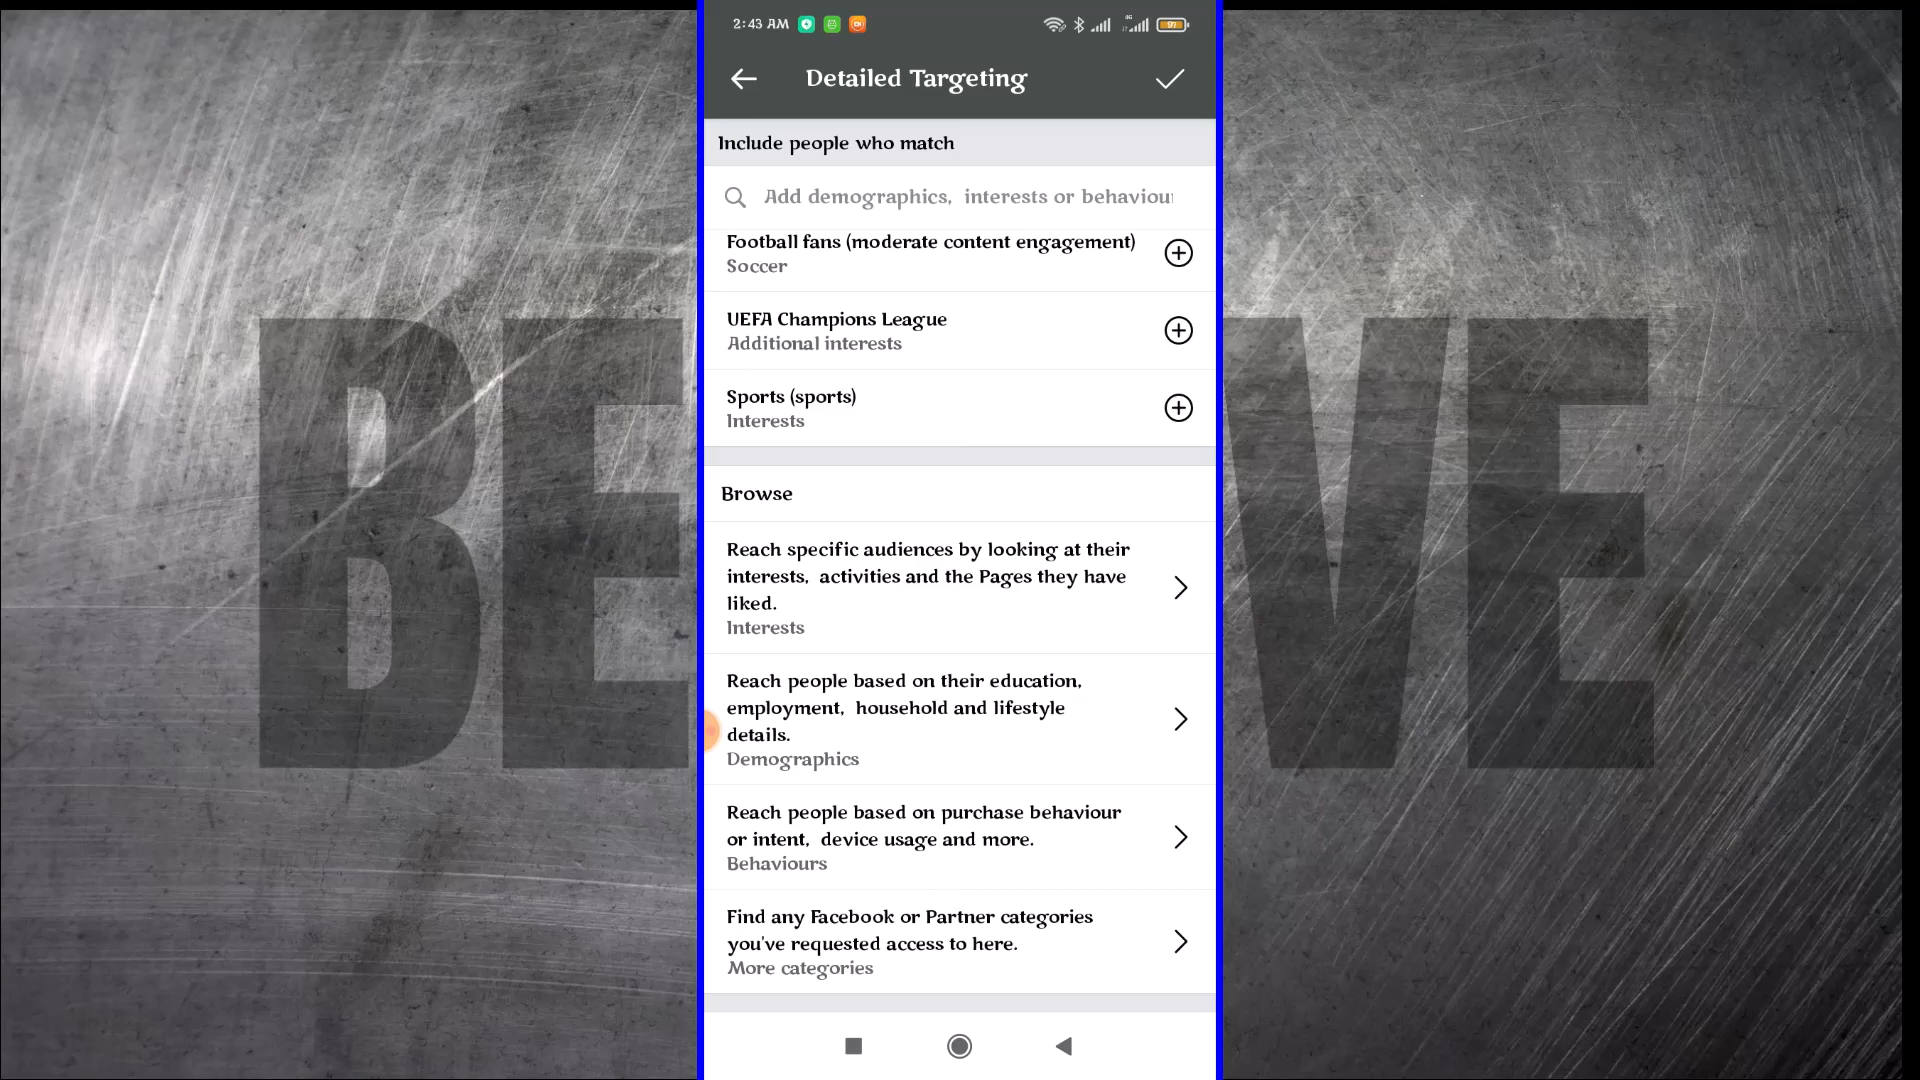 2:43 AM
Detailed Targeting
Include people who match
Add demographics, interests or behaviour
Football fans (moderate content engagement)
Soccer
UEFA Champions League
Additional interests
Sports (sports)
Interests
Browse
Reach specific audiences by looking at their
interests, activities and the Pages they have
liked.
Interests
Reach people based on their education,
employment, household and lifestyle
details.
Demographics
Reach people based on purchase behaviour
or intent, device usage and more.
Behaviours
Find any Facebook or Partner categories
you've requested access to here.
More categories
BE VE